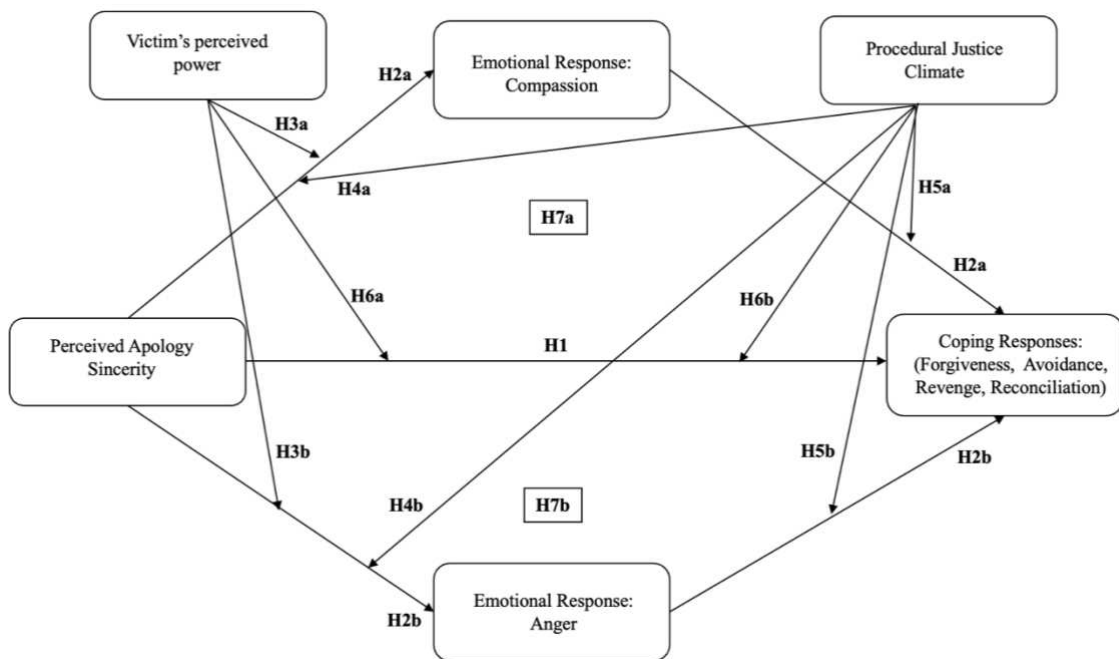 Victim's perceived
power
Emotional Response:
Compassion
Procedural Justice
Climate
H2a
H3a
H4a
H5a
H7a
H2a
H6a
H6b
Perceived Apology
Sincerity
H1
Coping Responses:
(Forgiveness, Avoidance,
Revenge, Reconciliation)
H3b
H5b
H2b
H4b
H7b
H2b
Emotional Response:
Anger